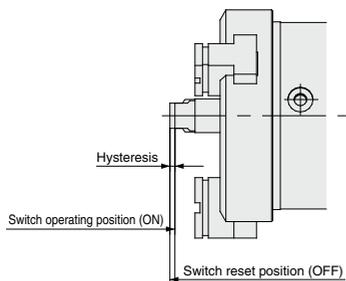 Hysteresis
Switch operating position (ON)
Switch reset position (OFF)